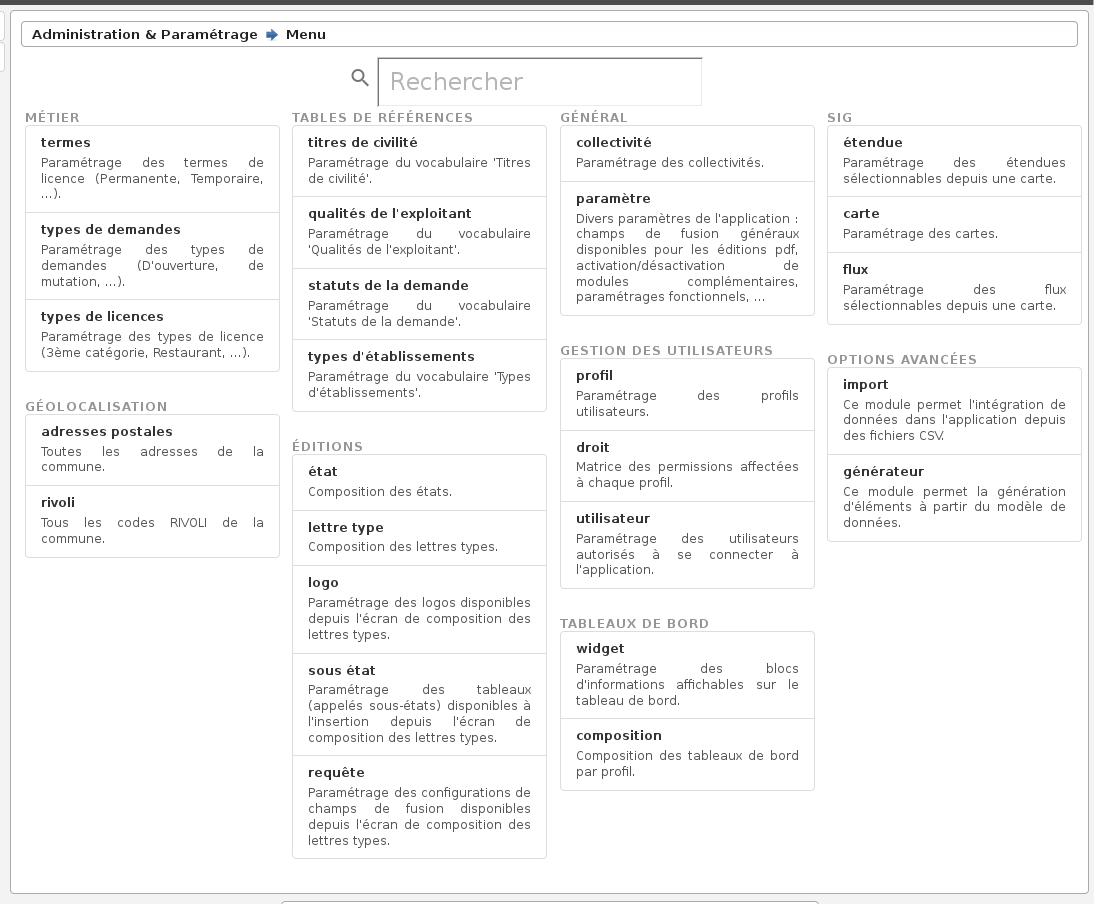 Administration & Paramétrage Menu
Rechercher
MÉTIER
termes
Paramétrage des termes de
licence (Permanente, Temporaire,
...).
types de demandes
Paramétrage des types de
demandes (D'ouverture, de
mutation, ...).
types de licences
Paramétrage des types de licence
(3ème catégorie, Restaurant, ...).
GÉOLOCALISATION
adresses postales
Toutes les adresses de la
commune.
rivoli
Tous les codes RIVOLI de la
commune.
TABLES DE RÉFÉRENCES
titres de civilité
Paramétrage du vocabulaire 'Titres
de civilité'.
qualités de l'exploitant
Paramétrage du vocabulaire
'Qualités de l'exploitant'.
statuts de la demande
Paramétrage du vocabulaire
'Statuts de la demande'.
types d'établissements
Paramétrage du vocabulaire 'Types
d'établissements'.
ÉDITIONS
état
Composition des états.
lettre type
Composition des lettres types.
logo
Paramétrage des logos disponibles
depuis l'écran de composition des
lettres types.
sous état
Paramétrage des tableaux
(appelés sous-états) disponibles à
l'insertion depuis l'écran de
composition des lettres types.
requête
Paramétrage des configurations de
champs de fusion disponibles
depuis l'écran de composition des
lettres types.
GÉNÉRAL
collectivité
Paramétrage des collectivités.
paramètre
Divers paramètres de l'application :
champs de fusion généraux
disponibles pour les éditions pdf,
activation/désactivation de
modules complémentaires,
paramétrages fonctionnels, ...
GESTION DES UTILISATEURS
profil
Paramétrage des profils
utilisateurs.
droit
Matrice des permissions affectées
à chaque profil.
utilisateur
Paramétrage des utilisateurs
autorisés à se connecter à
l'application.
TABLEAUX DE BORD
widget
Paramétrage des blocs
d'informations affichables sur le
tableau de bord.
composition
Composition des tableaux de bord
par profil.
SIG
étendue
Paramétrage des étendues
sélectionnables depuis une carte.
carte
Paramétrage des cartes.
flux
Paramétrage des flux
sélectionnables depuis une carte.
OPTIONS AVANCÉES
import
Ce module permet l'intégration de
données dans l'application depuis
des fichiers CSV.
générateur
Ce module permet la génération
d'éléments à partir du modèle de
données.